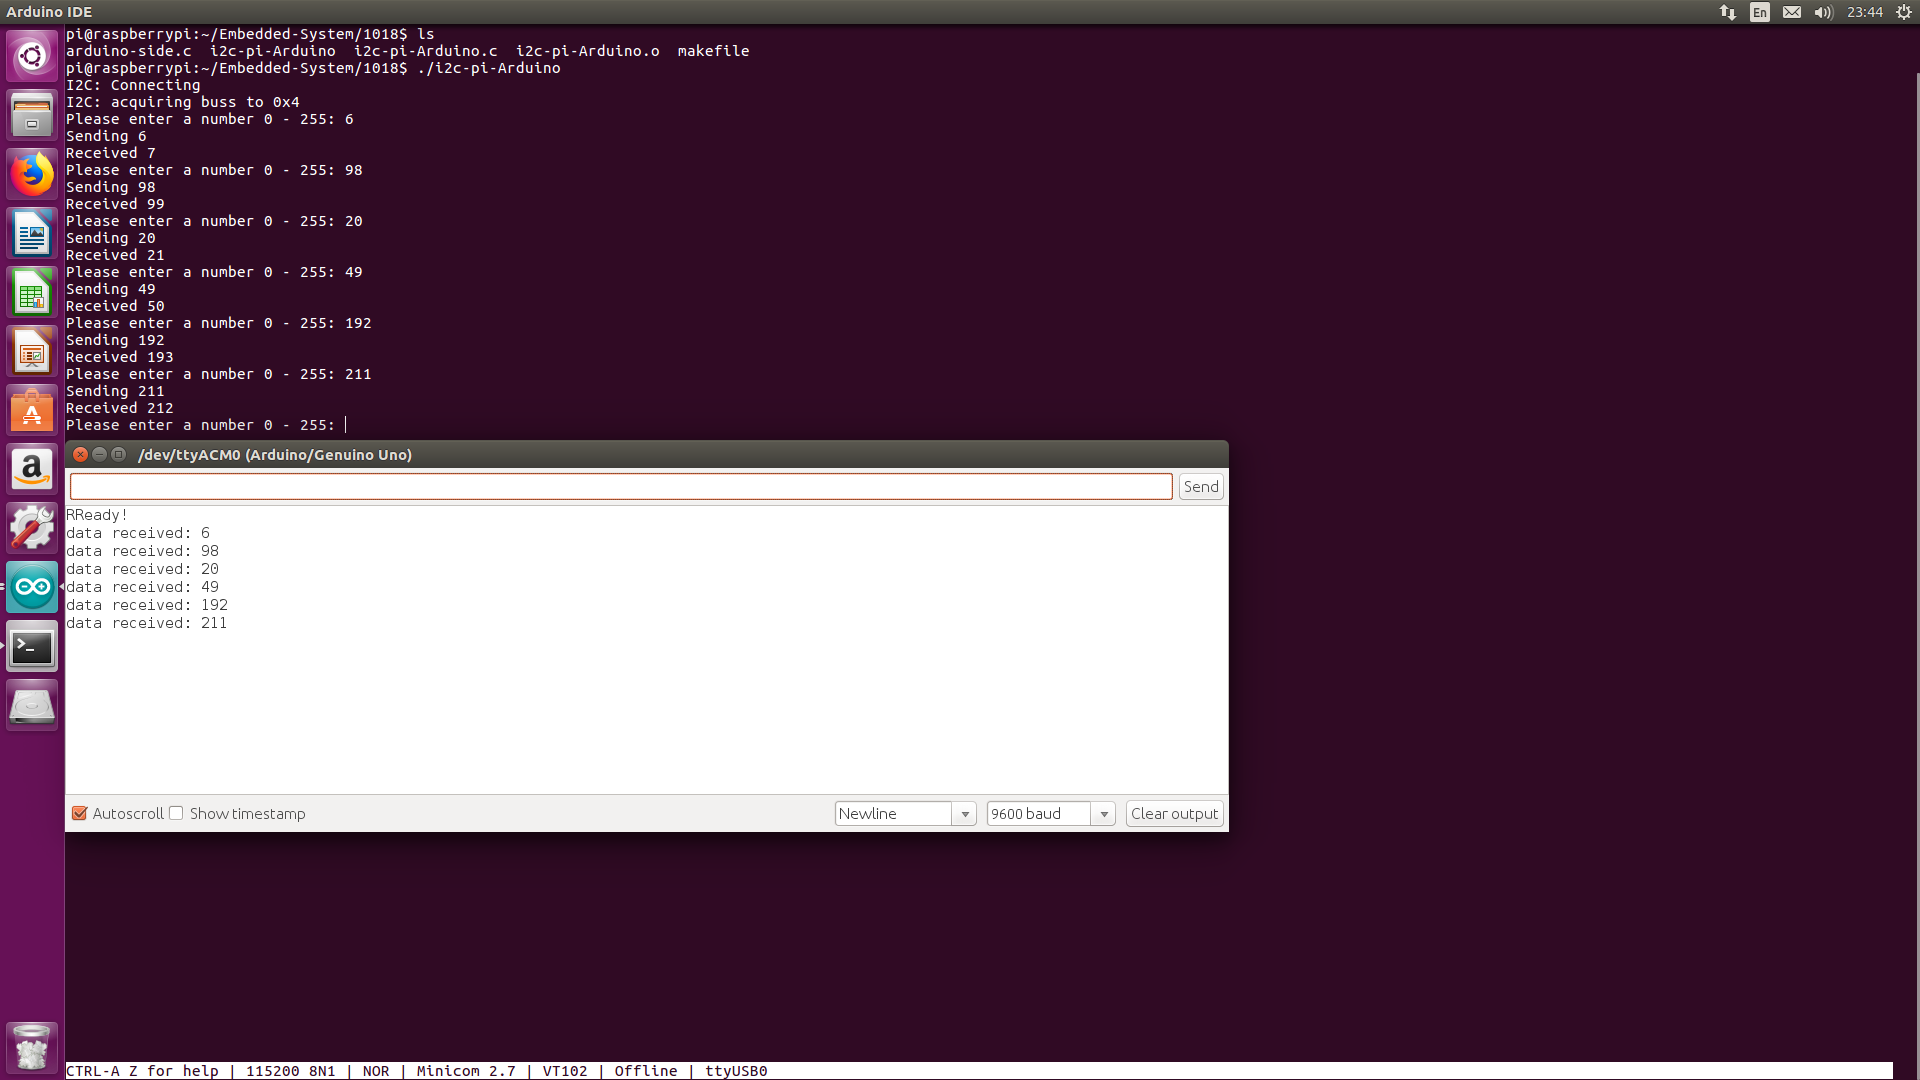 Arduino IDE
En
23:44
pi@raspberrypi:~/Embedded-System/1018$ ls
arduino-side.c  i2c-pi-Arduino  i2c-pi-Arduino.c  i2c-pi-Arduino.o  makefile
pi@raspberrypi:~/Embedded-System/1018$ ./i2c-pi-Arduino
I2C: Connecting
I2C: acquiring buss to 0x4
Please enter a number 0 - 255: 6
Sending 6
Received 7
Please enter a number 0 - 255: 98
Sending 98
Received 99
Please enter a number 0 - 255: 20
Sending 20
Received 21
Please enter a number 0 - 255: 49
Sending 49
Received 50
Please enter a number 0 - 255: 192
Sending 192
Received 193
Please enter a number 0 - 255: 211
Sending 211
Received 212
Please enter a number 0 - 255:
/dev/ttyACM0 (Arduino/Genuino Uno)
Send
RReady!
data received: 6
data received: 98
data received: 20
data received: 49
data received: 192
data received: 211
Autoscroll Show timestamp Newline 9600 baud Clear output
CTRL-A Z for help | 115200 8N1 | NOR | Minicom 2.7 | VT102 | Offline | ttyUSB0